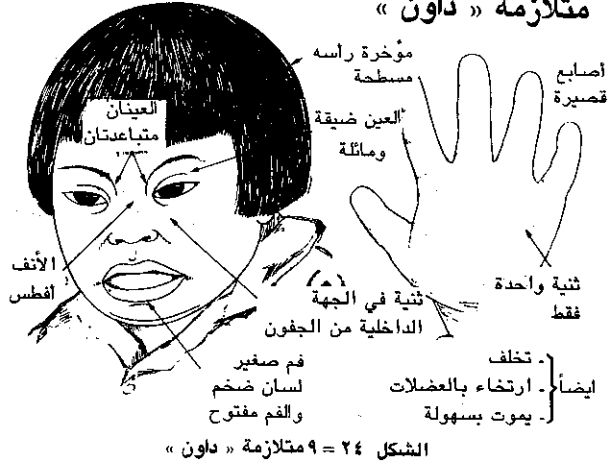 متلازمة « داون »
مؤخرة رأسه
مسطحة
أصابع
قصيرة
العينان
متباعدتان
العين ضيقة
ومائلة
الأنف
أفطس
ثنية في الجهة
الداخلية من الجفون
ثنية واحدة
فقط
فم صغير
لسان ضخم
والفم مفتوح
ايضاً
- تخلف
- ارتخاء بالعضلات
- يموت بسهولة
الشكل ٢٤ = ٩ متلازمة « داون »